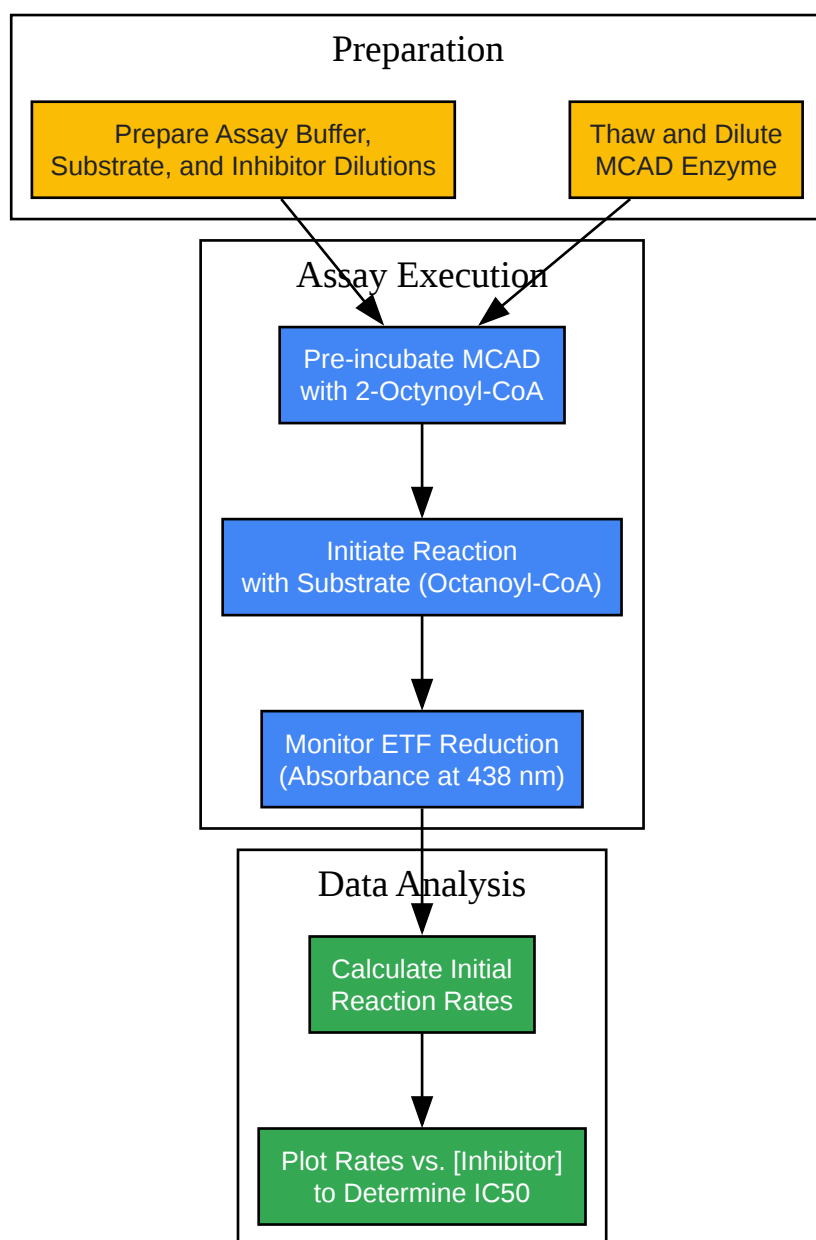 Preparation
Prepare Assay Buffer,
Substrate, and Inhibitor Dilutions
Thaw and Dilute
MCAD Enzyme
Assay Execution
Pre-incubate MCAD
with 2-Octynoyl-CoA
Initiate Reaction
with Substrate (Octanoyl-CoA)
Monitor ETF Reduction
(Absorbance at 438 nm)
Data Analysis
Calculate Initial
Reaction Rates
Plot Rates vs. [Inhibitor]
to Determine IC50